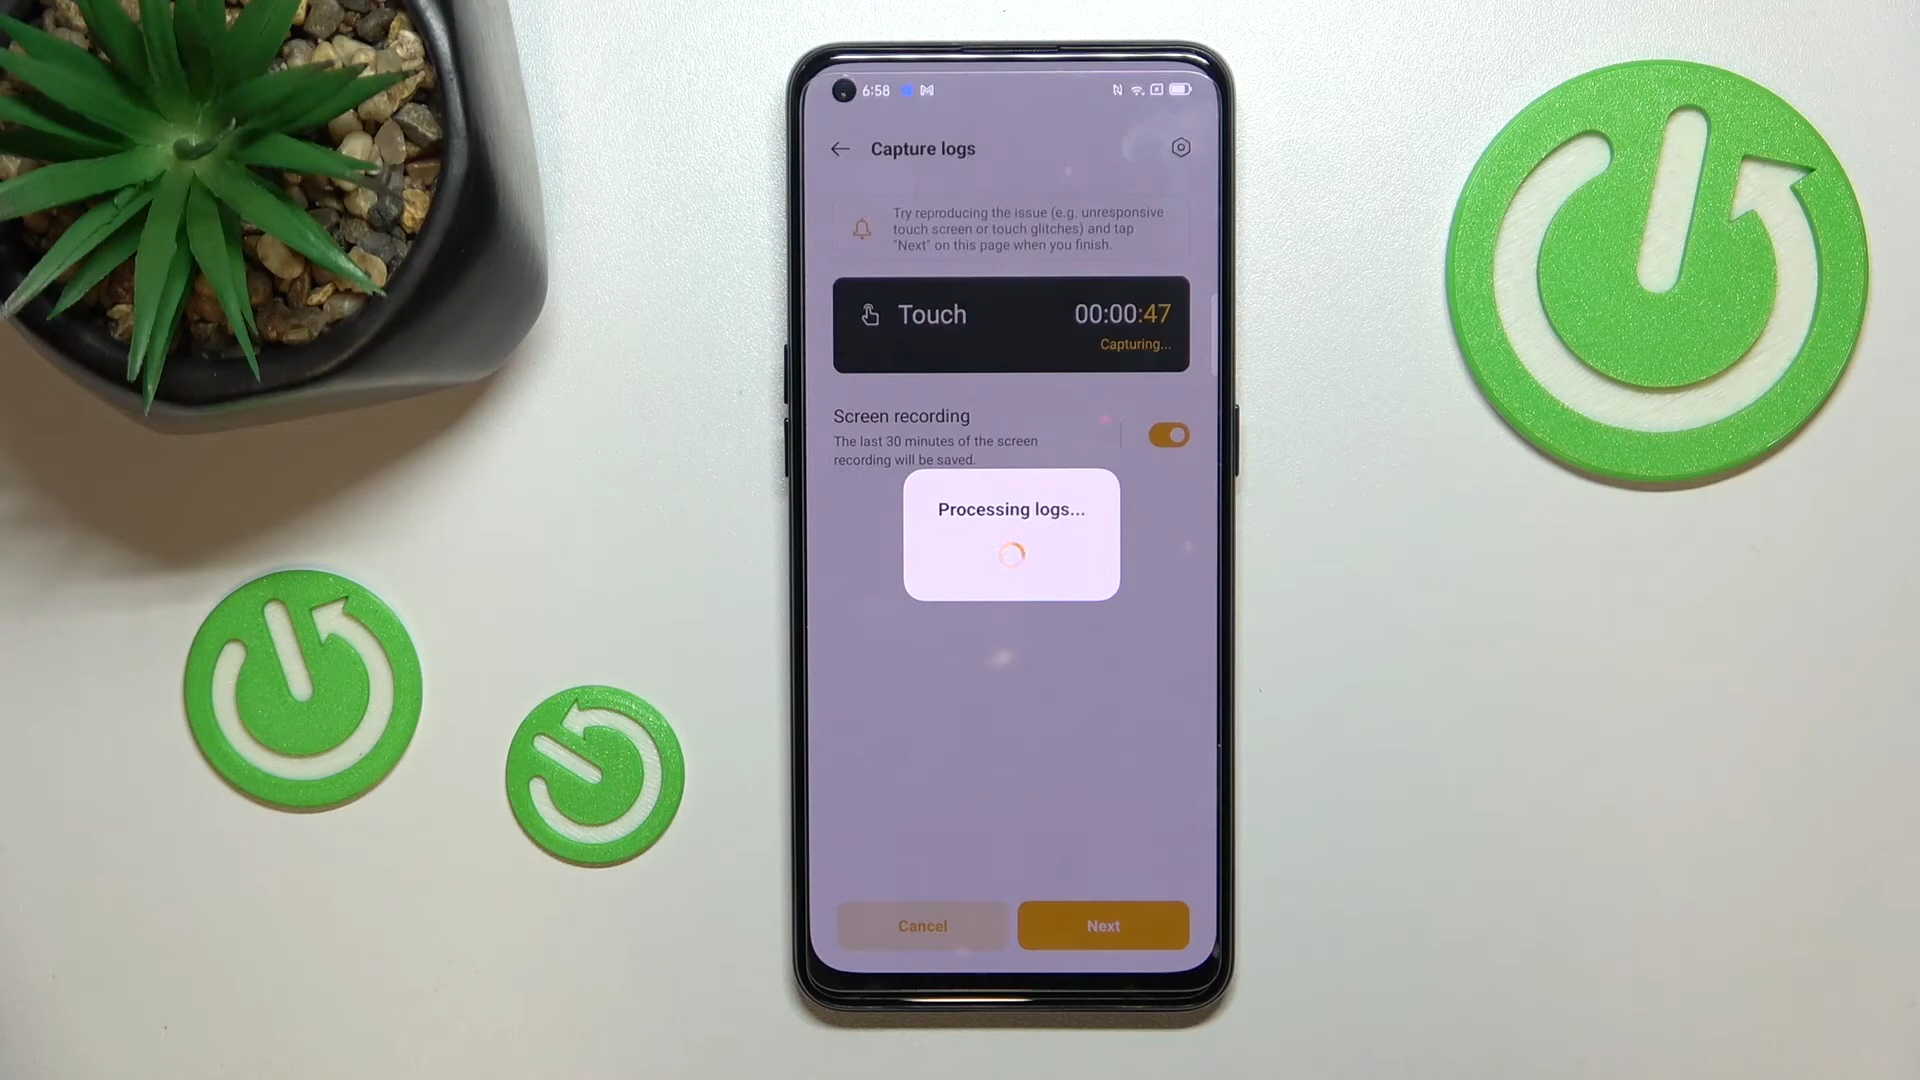 6:58
Capture logs
Try reproducing the issue (e.g. unresponsive
touch screen or touch glitches) and tap
"Next" on this page when you finish.
Touch
00:00:47
Capturing...
Screen recording
The last 30 minutes of the screen
recording will be saved.
Processing logs...
Cancel
Next